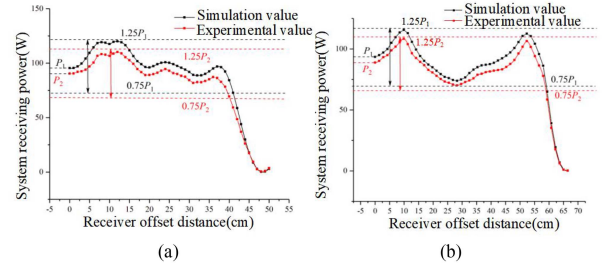 (a)
150
100
50
0
System receiving power(W)
Simulation value
Experimental value
1.25P₁
1.25P₂
P₁
P₂
0.75P₁
0.75P₂
-5 0 5 10 15 20 25 30 35 40 45 50 55
Receiver offset distance(cm)
(a)
(b)
100
50
0
System receiving power(W)
Simulation value
Experimental value
1.25P₁
1.25P₂
P₁
P₂
0.75P₁
0.75P₂
-5 0 5 10 15 20 25 30 35 40 45 50 55 60 65 70
Receiver offset distance(cm)
(b)